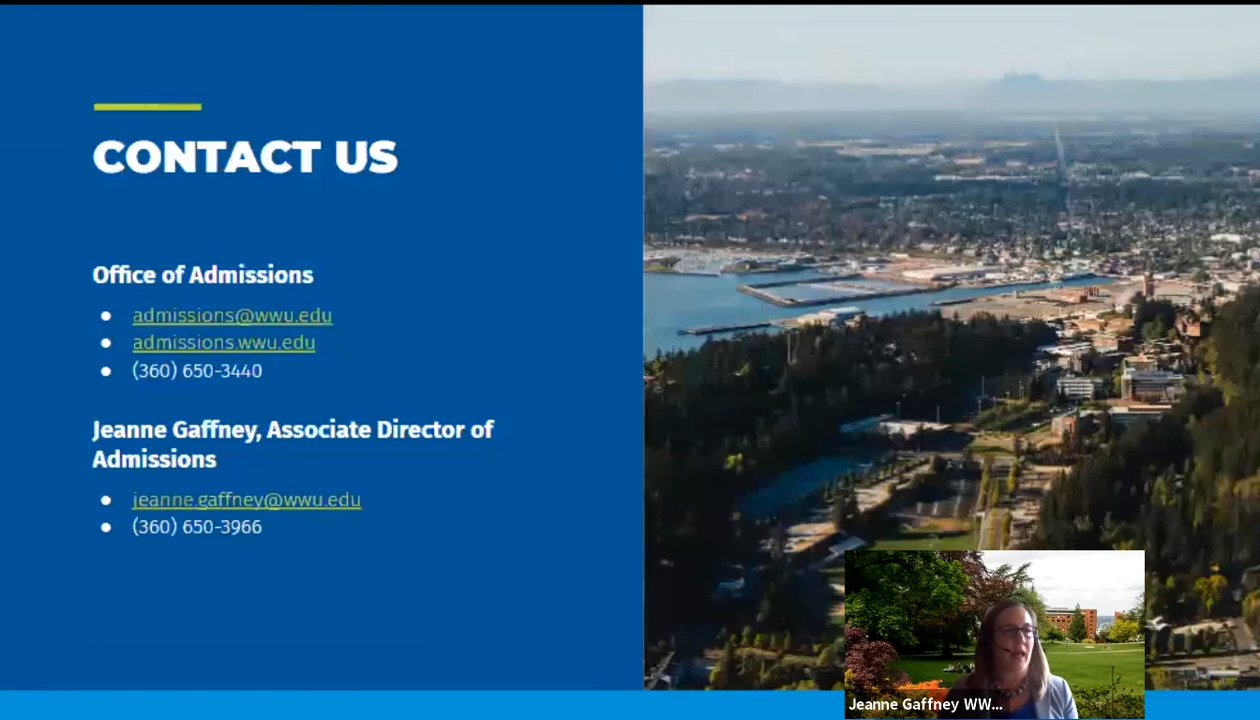 CONTACT US
Office of Admissions
admissions@wwu.edu
admissions.wwu.edu
(360) 650-3440
Jeanne Gaffney, Associate Director of
Admissions
jeanne.gaffney@wwu.edu
(360) 650-3966
Jeanne Gaffney WW...